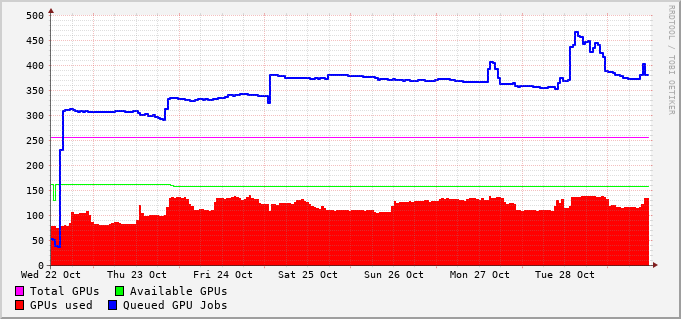 500
450
400
350
300
250
200
150
100
50
0
Wed 22 Oct Thu 23 Oct Fri 24 Oct Sat 25 Oct Sun 26 Oct Mon 27 Oct Tue 28 Oct
Total GPUs Available GPUs
GPUs used Queued GPU Jobs
RRDTOOL / TOBI OETIKER